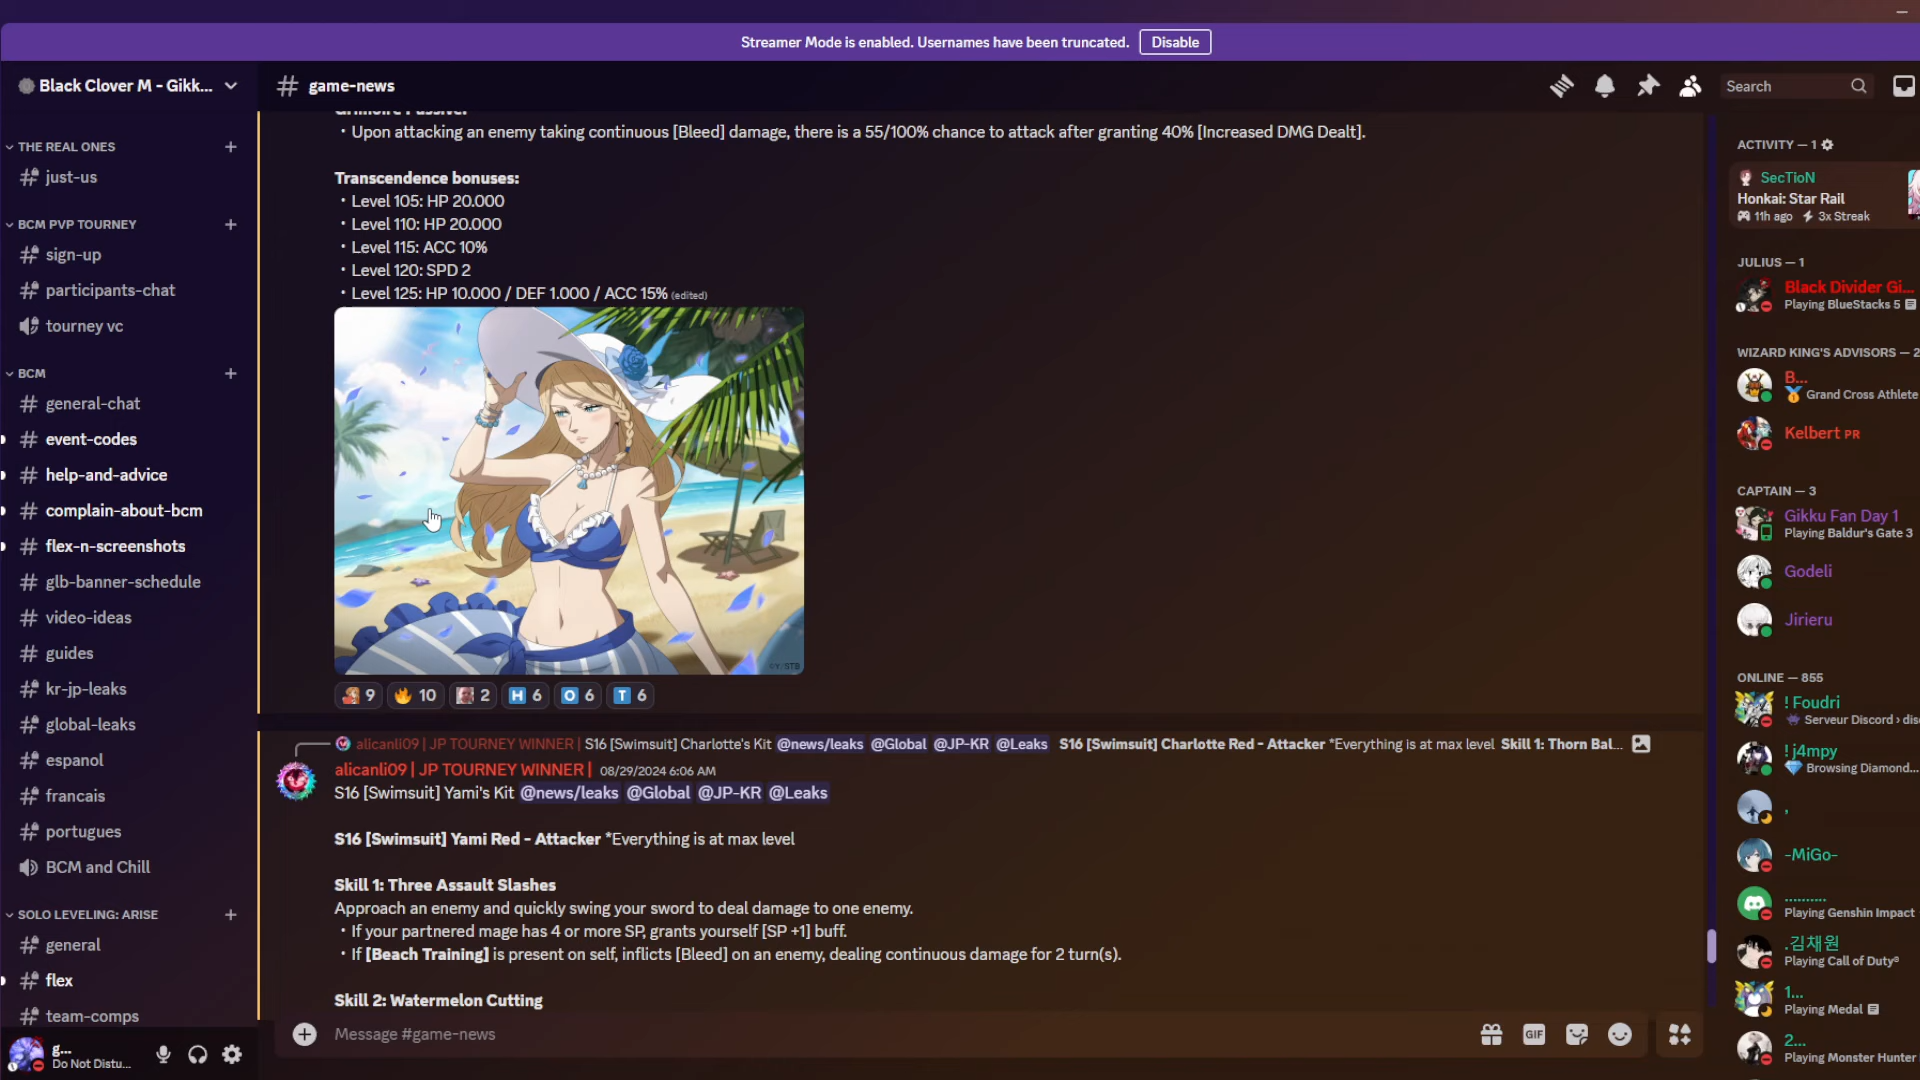 Streamer Mode is enabled. Usernames have been truncated. Disable
Black Clover M - Gikk...
THE REAL ONES
just-us
BCM PVP TOURNEY
sign-up
participants-chat
tourney vc
BCM
general-chat
event-codes
help-and-advice
complain-about-bcm
flex-n-screenshots
glb-banner-schedule
video-ideas
guides
kr-jp-leaks
global-leaks
espanol
francais
portugues
BCM and Chill
SOLO LEVELING: ARISE
general
flex
team-comps
g...
Do Not Distu...
# game-news
Search
Grimoire Passive:
• Upon attacking an enemy taking continuous [Bleed] damage, there is a 55/100% chance to attack after granting 40% [Increased DMG Dealt].
Transcendence bonuses:
• Level 105: HP 20.000
• Level 110: HP 20.000
• Level 115: ACC 10%
• Level 120: SPD 2
• Level 125: HP 10.000 / DEF 1.000 / ACC 15% (edited)
©Y/STB
9 10 2 H 6 O 6 T 6
alicanli09 | JP TOURNEY WINNER | S16 [Swimsuit] Charlotte's Kit @news/leaks @Global @JP-KR @Leaks S16 [Swimsuit] Charlotte Red - Attacker *Everything is at max level Skill 1: Thorn Bal...
alicanli09 | JP TOURNEY WINNER | 08/29/2024 6:06 AM
S16 [Swimsuit] Yami's Kit @news/leaks @Global @JP-KR @Leaks
S16 [Swimsuit] Yami Red - Attacker *Everything is at max level
Skill 1: Three Assault Slashes
Approach an enemy and quickly swing your sword to deal damage to one enemy.
• If your partnered mage has 4 or more SP, grants yourself [SP +1] buff.
• If [Beach Training] is present on self, inflicts [Bleed] on an enemy, dealing continuous damage for 2 turn(s).
Skill 2: Watermelon Cutting
Message #game-news
GIF
ACTIVITY — 1
SecTioN
Honkai: Star Rail
11h ago 3x Streak
JULIUS — 1
Black Divider Gi...
Playing BlueStacks 5
WIZARD KING'S ADVISORS — 2
B...
Grand Cross Athlete
Kelbert PR
CAPTAIN — 3
Gikku Fan Day 1
Playing Baldur's Gate 3
Godeli
Jirieru
ONLINE — 855
! Foudri
Serveur Discord › dis
! j4mpy
Browsing Diamond...
,
-MiGo-
..........
Playing Genshin Impact
.김채원
Playing Call of Duty®
1...
Playing Medal
2...
Playing Monster Hunter